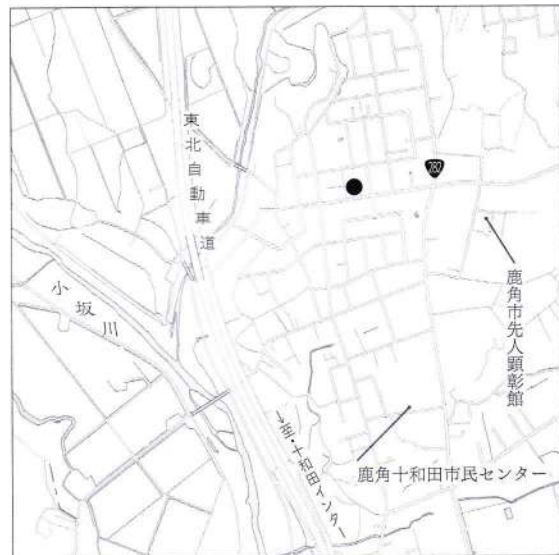 東北自動車道
282
小坂川
鹿角市先人顕彰館
→至・十和田インター
鹿角十和田市民センター